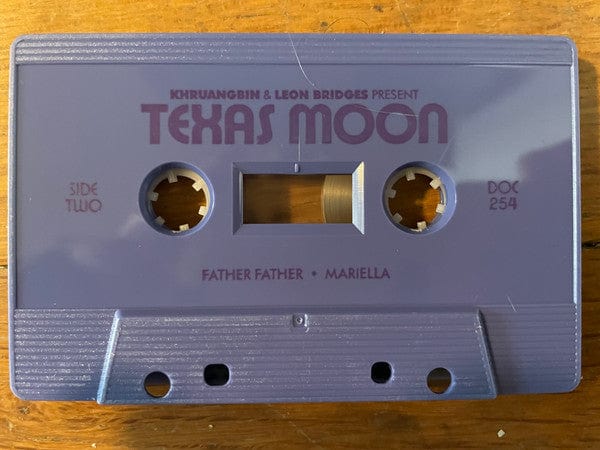 KHRUANGBIN & LEON BRIDGES PRESENT
TEXAS MOON
SIDE
TWO
DOC
254
FATHER FATHER • MARIELLA